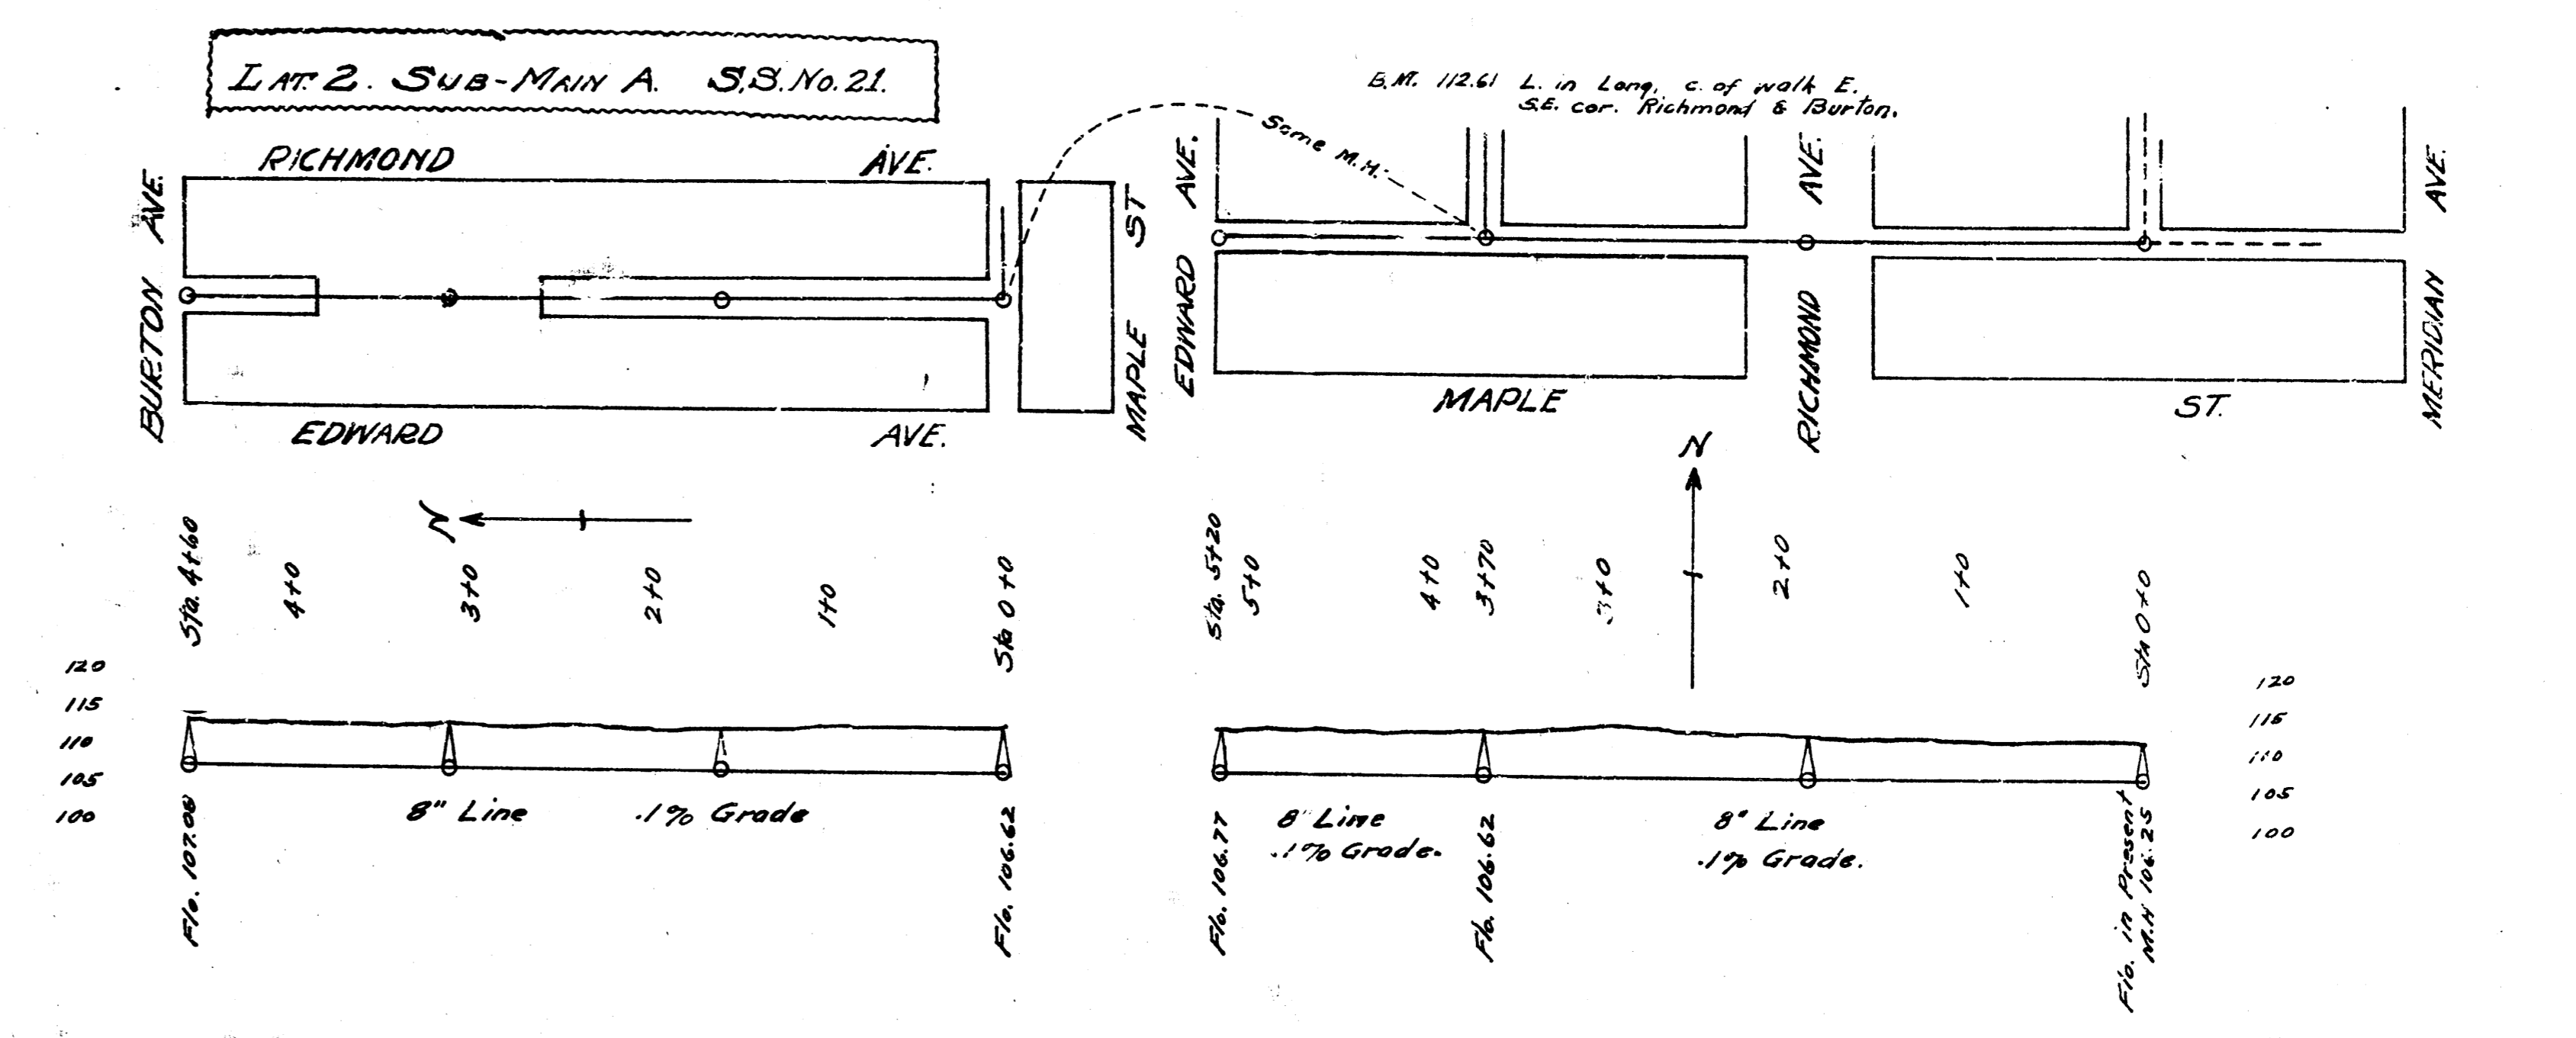 LAT. 2. SUB-MAIN A. S.S. No. 21.
B.M. 112.61 L. in Long. c. of walk E.
S.E. cor. Richmond & Burton.
Same M.H.
RICHMOND AVE.
BURTON AVE.
EDWARD AVE.
MAPLE ST
EDWARD AVE.
RICHMOND AVE.
MERIDIAN AVE.
MAPLE ST.
N
N
Sta. 4+60
4+0
3+0
2+0
1+0
Sta 0+0
Sta. 5+20
5+0
4+0
3+70
3+0
2+0
1+0
Sta 0+0
120
115
110
105
100
120
115
110
105
100
Flo. 107.08
8" Line .1% Grade
Flo. 106.62
Flo. 106.77
8" Line
.1% Grade.
Flo. 106.62
8" Line
.1% Grade.
Flo. in Present
M.H 106.25